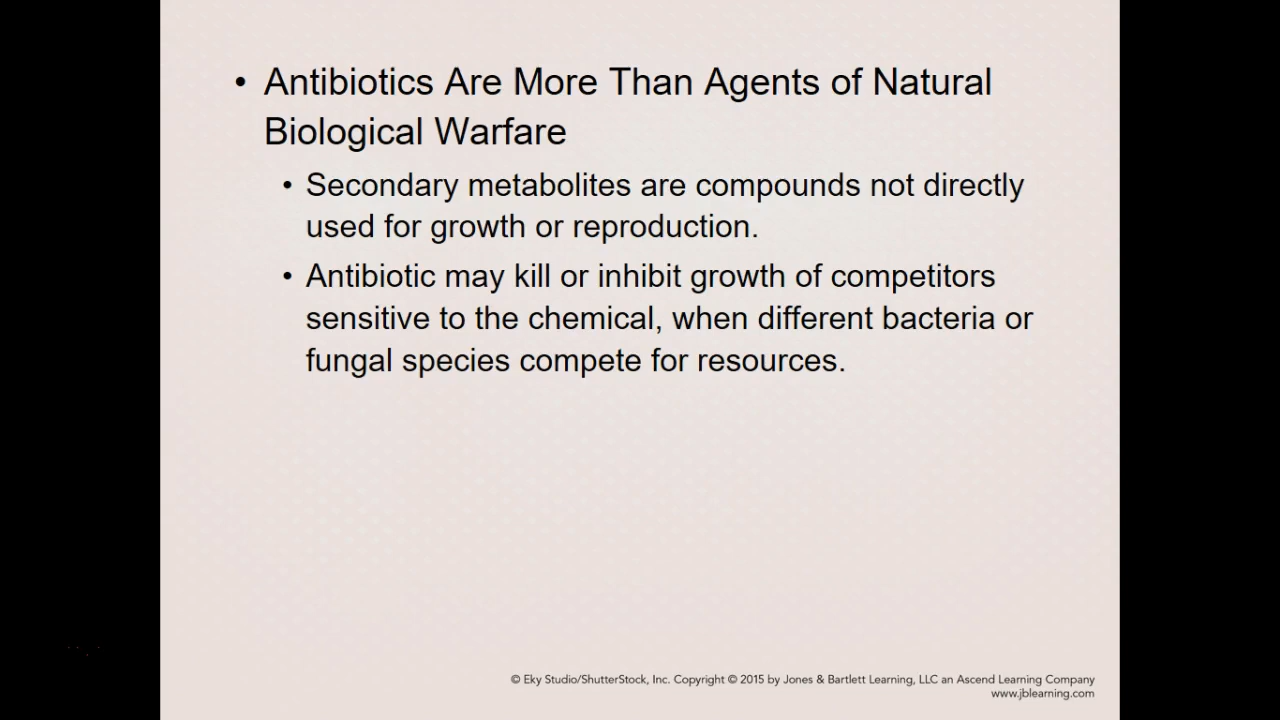 • Antibiotics Are More Than Agents of Natural
Biological Warfare
• Secondary metabolites are compounds not directly
used for growth or reproduction.
• Antibiotic may kill or inhibit growth of competitors
sensitive to the chemical, when different bacteria or
fungal species compete for resources.
© Eky Studio/ShutterStock, Inc. Copyright © 2015 by Jones & Bartlett Learning, LLC an Ascend Learning Company
www.jblearning.com